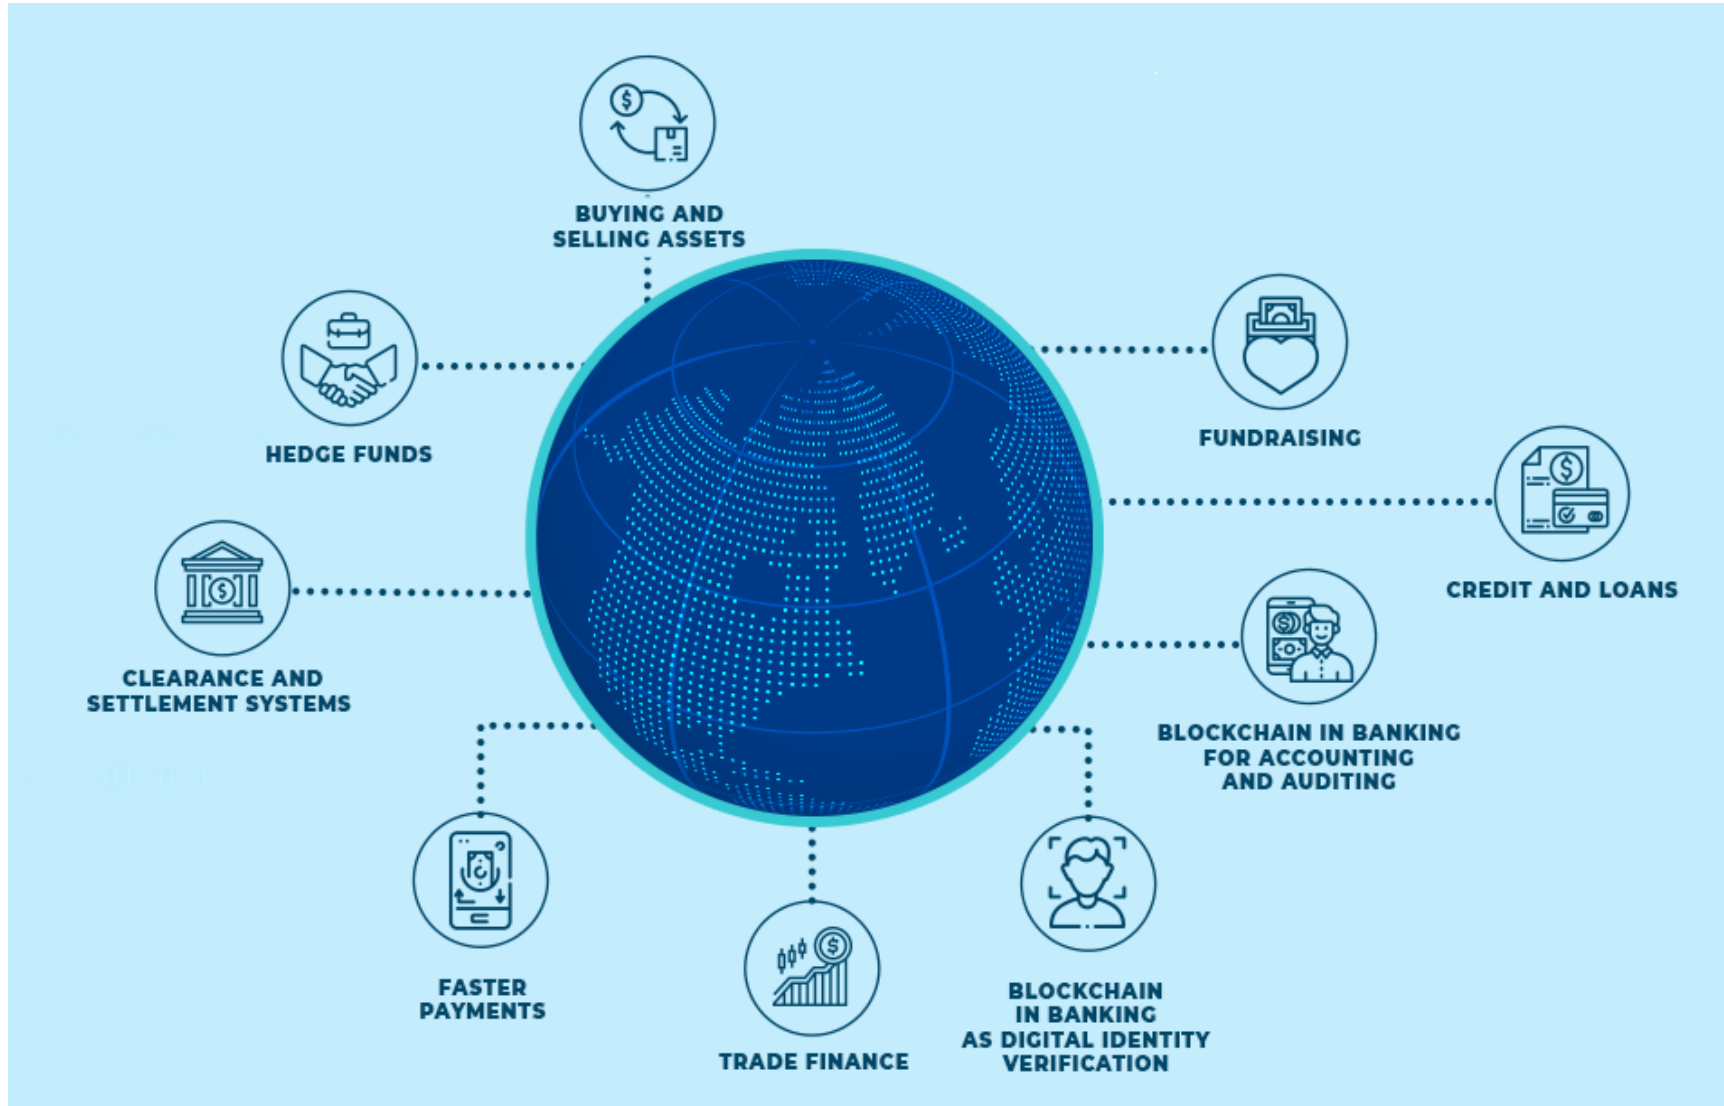 BUYING AND
SELLING ASSETS
HEDGE FUNDS
FUNDRAISING
CREDIT AND LOANS
CLEARANCE AND
SETTLEMENT SYSTEMS
BLOCKCHAIN IN BANKING
FOR ACCOUNTING
AND AUDITING
FASTER
PAYMENTS
TRADE FINANCE
BLOCKCHAIN
IN BANKING
AS DIGITAL IDENTITY
VERIFICATION